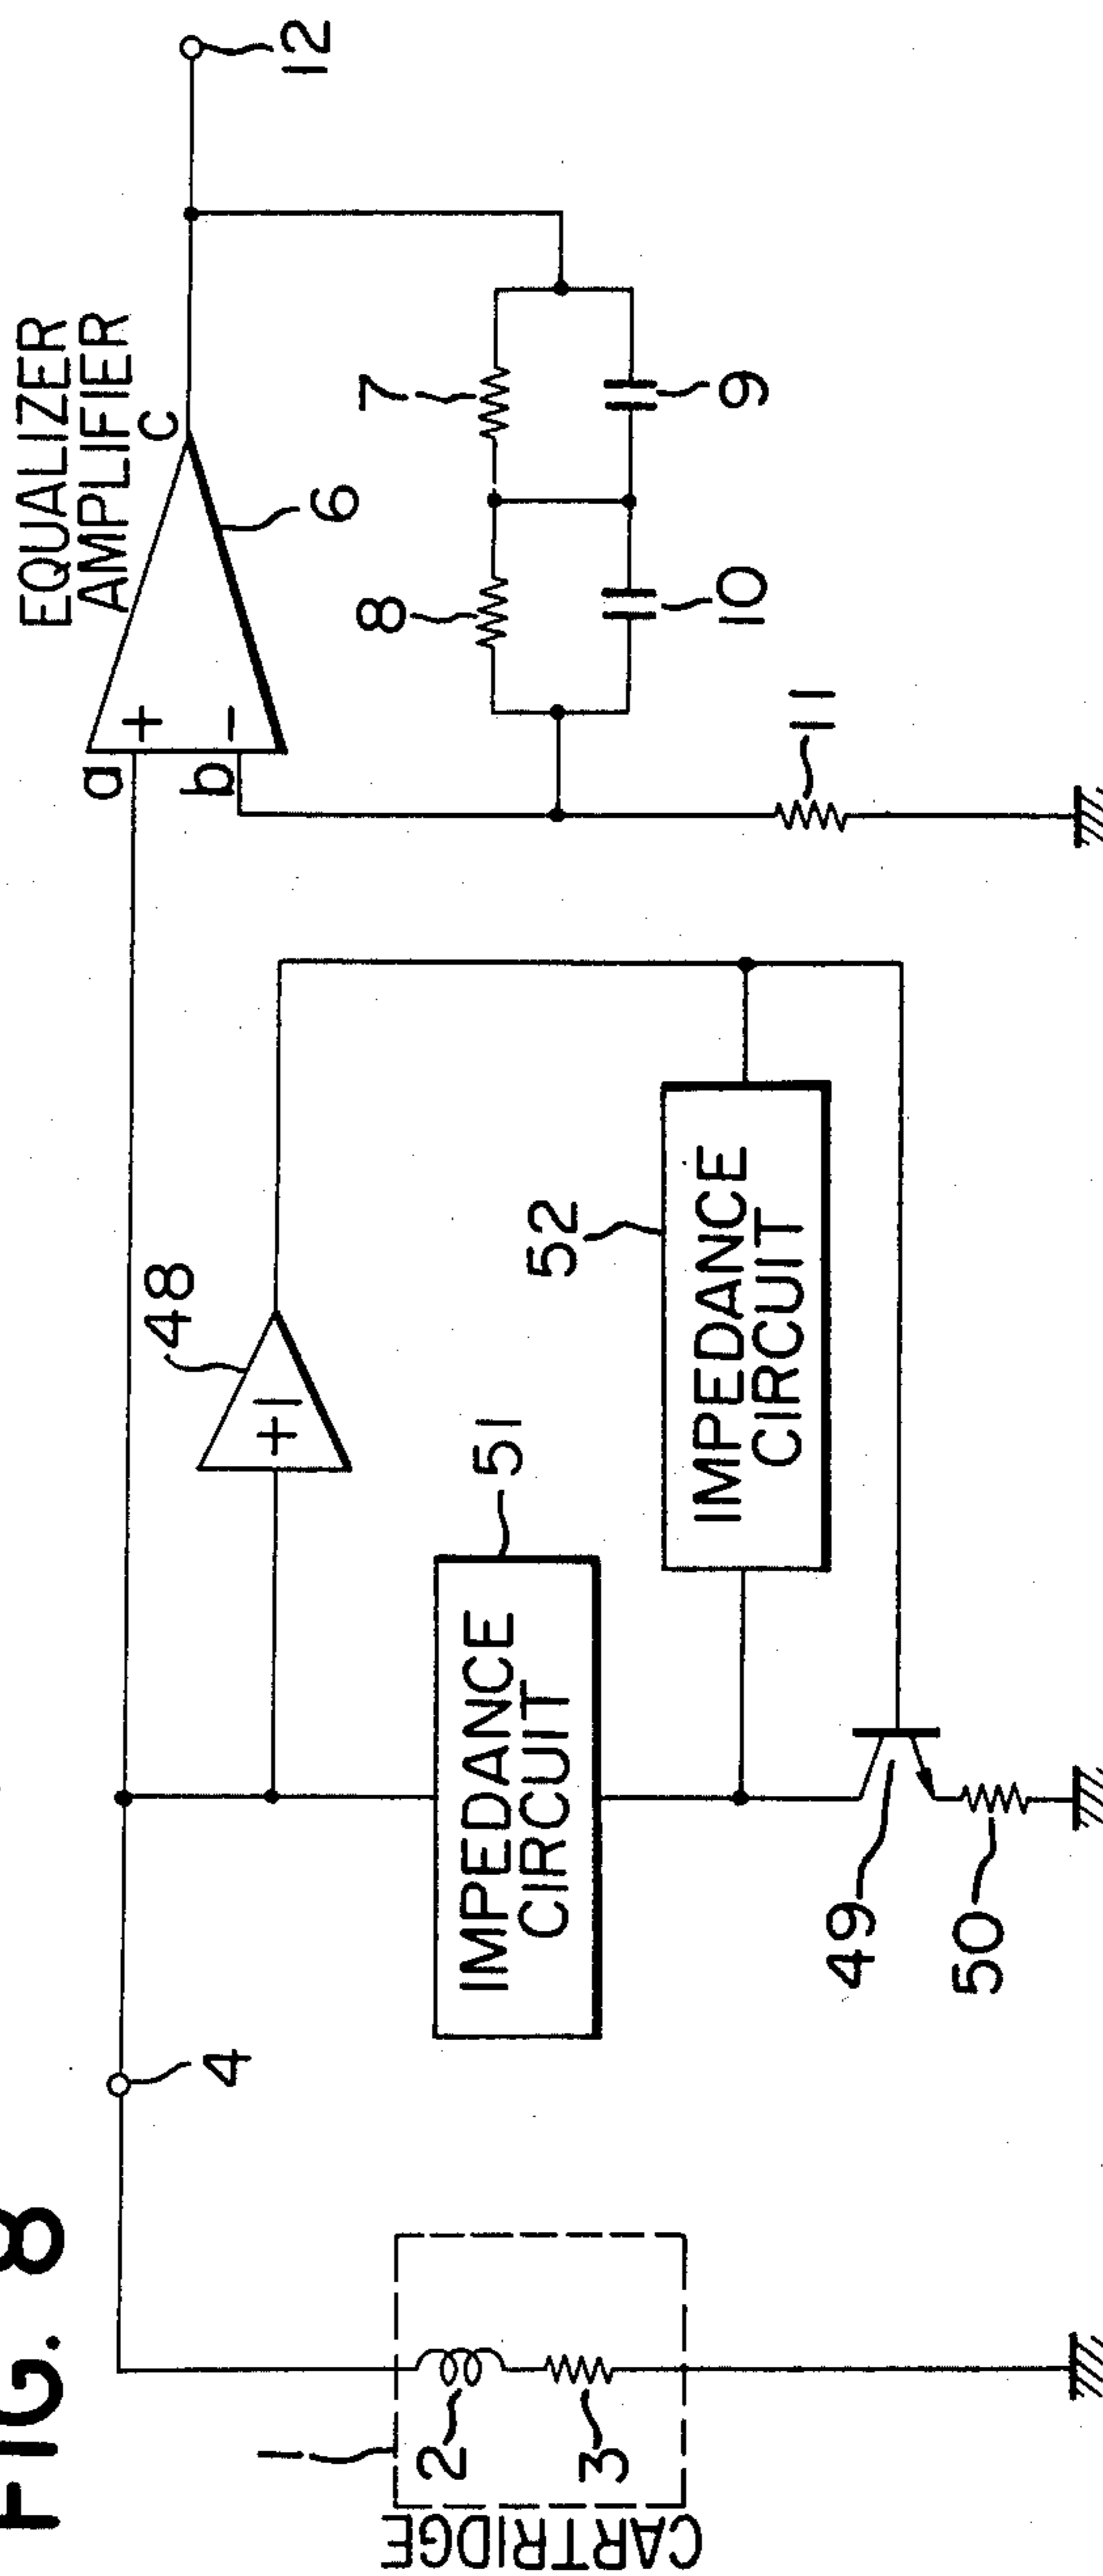 FIG. 8
EQUALIZER
AMPLIFIER
a
+
b
−
C
6
12
4
48
+1
7
8
9
10
1
2
3
CARTRIDGE
IMPEDANCE
CIRCUIT
51
52
IMPEDANCE
CIRCUIT
11
49
50